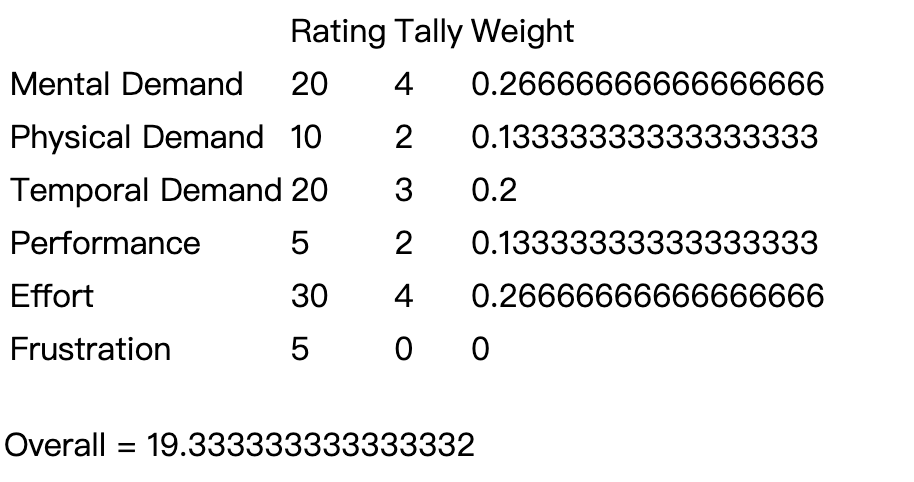 Rating Tally Weight
Mental Demand 20 4 0.26666666666666666
Physical Demand 10 2 0.13333333333333333
Temporal Demand 20 3 0.2
Performance 5 2 0.13333333333333333
Effort 30 4 0.26666666666666666
Frustration 5 0 0
Overall = 19.333333333333332